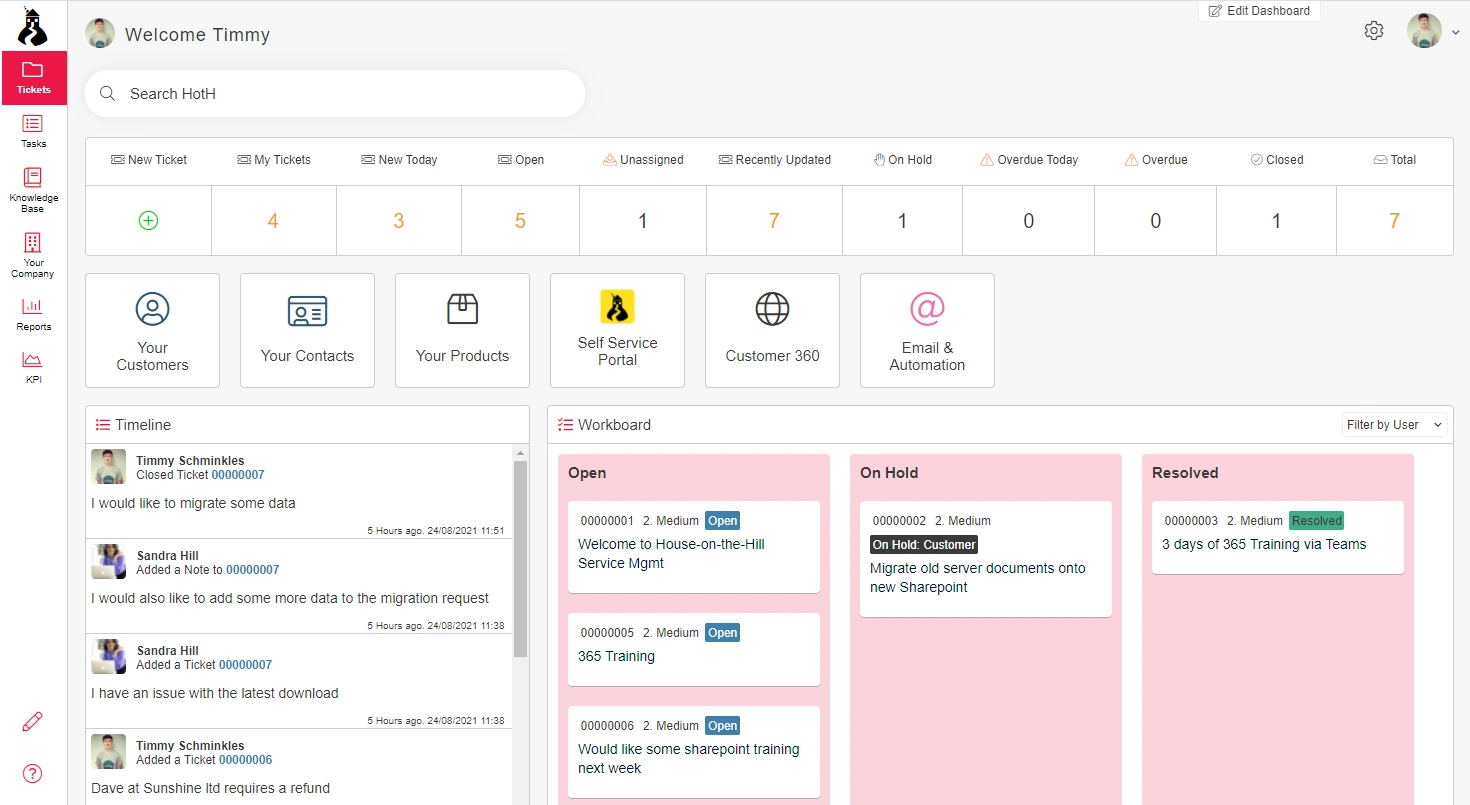 Edit Dashboard
Welcome Timmy
Search HotH
Tickets
Tasks
Knowledge
Base
Your
Company
Reports
KPI
New Ticket My Tickets New Today Open Unassigned Recently Updated On Hold Overdue Today Overdue Closed Total
4 3 5 1 7 1 0 0 1 7
Your
Customers
Your Contacts
Your Products
Self Service
Portal
Customer 360
Email &
Automation
Timeline
Timmy Schminkles
Closed Ticket 00000007
I would like to migrate some data
5 Hours ago. 24/08/2021 11:51
Sandra Hill
Added a Note to 00000007
I would also like to add some more data to the migration request
5 Hours ago. 24/08/2021 11:38
Sandra Hill
Added a Ticket 00000007
I have an issue with the latest download
5 Hours ago. 24/08/2021 11:38
Timmy Schminkles
Added a Ticket 00000006
Dave at Sunshine ltd requires a refund
Workboard
Filter by User
Open
00000001 2. Medium Open
Welcome to House-on-the-Hill
Service Mgmt
00000005 2. Medium Open
365 Training
00000006 2. Medium Open
Would like some sharepoint training
next week
On Hold
00000002 2. Medium
On Hold: Customer
Migrate old server documents onto
new Sharepoint
Resolved
00000003 2. Medium Resolved
3 days of 365 Training via Teams